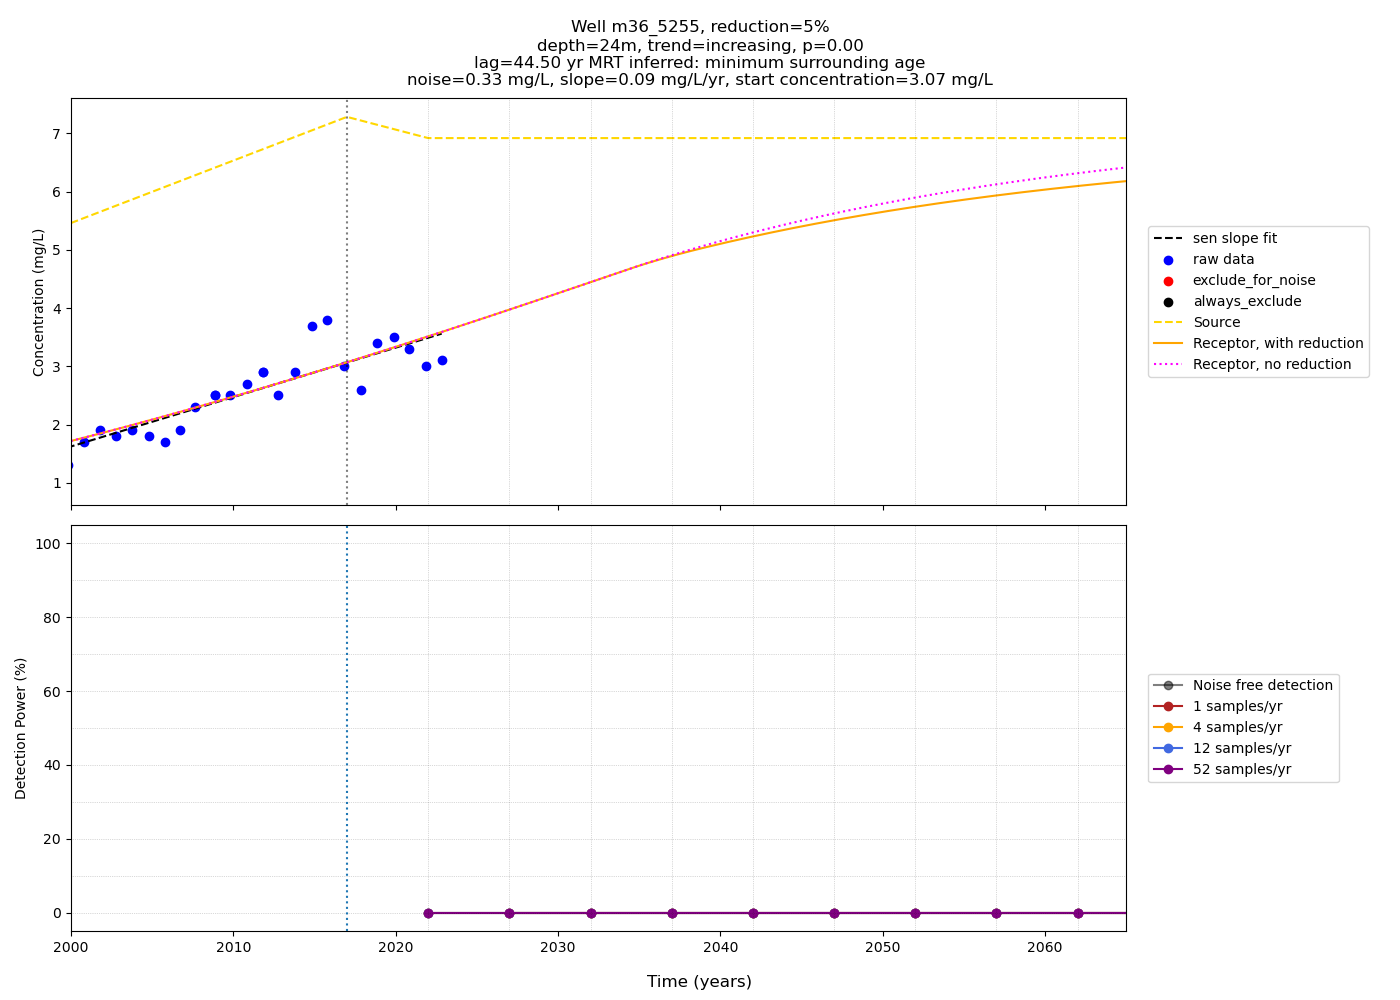 Well m36_5255, reduction=5%
depth=24m, trend=increasing, p=0.00
lag=44.50 yr MRT inferred: minimum surrounding age
noise=0.33 mg/L, slope=0.09 mg/L/yr, start concentration=3.07 mg/L
Concentration (mg/L)
7
6
5
4
3
2
1
sen slope fit
raw data
exclude_for_noise
always_exclude
Source
Receptor, with reduction
Receptor, no reduction
Detection Power (%)
100
80
60
40
20
0
Noise free detection
1 samples/yr
4 samples/yr
12 samples/yr
52 samples/yr
2000 2010 2020 2030 2040 2050 2060
Time (years)